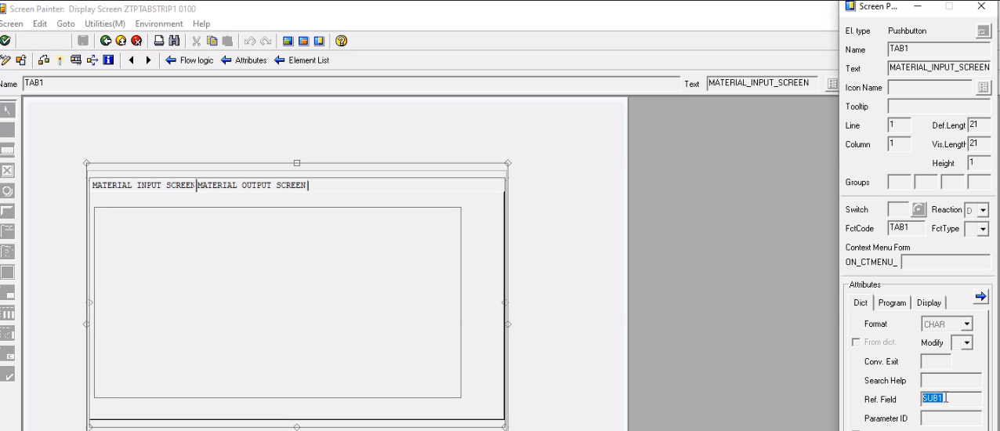 Screen Painter: Display Screen ZTPTABSTRIP1 0100
Screen Edit Goto Utilities(M) Environment Help
Flow logic Attributes Element List
Name TAB1 Text MATERIAL_INPUT_SCREEN
MATERIAL INPUT SCREEN MATERIAL OUTPUT SCREEN
Screen P...
El. type Pushbutton
Name TAB1
Text MATERIAL_INPUT_SCREEN
Icon Name
Tooltip
Line 1 Def.Lengt 21
Column 1 Vis.Length 21
Height 1
Groups
Switch Reaction D
FctCode TAB1 FctType
Context Menu Form
ON_CTMENU_
Attributes
Dict Program Display
Format CHAR
From dict. Modify
Conv. Exit
Search Help
Ref. Field SUB1
Parameter ID